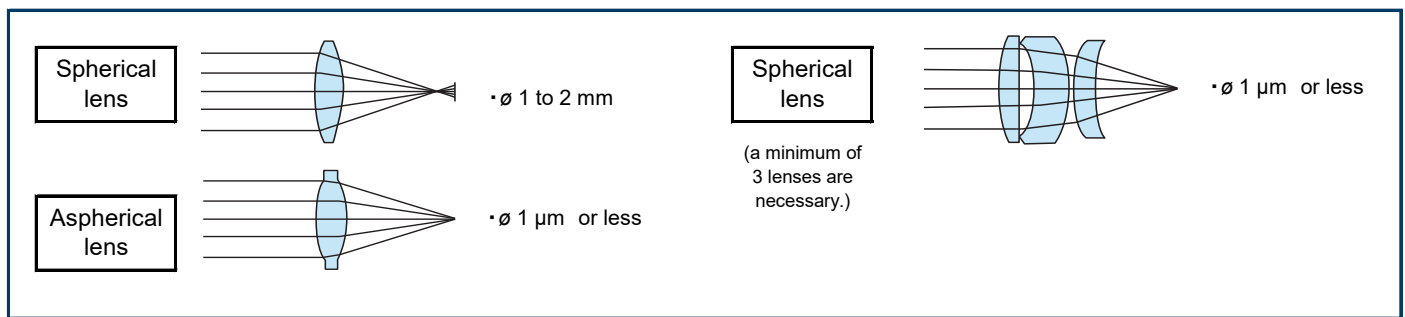 Spherical
lens
▪ø 1 to 2 mm
Aspherical
lens
▪ø 1 µm or less
Spherical
lens
(a minimum of
3 lenses are
necessary.)
▪ø 1 µm or less